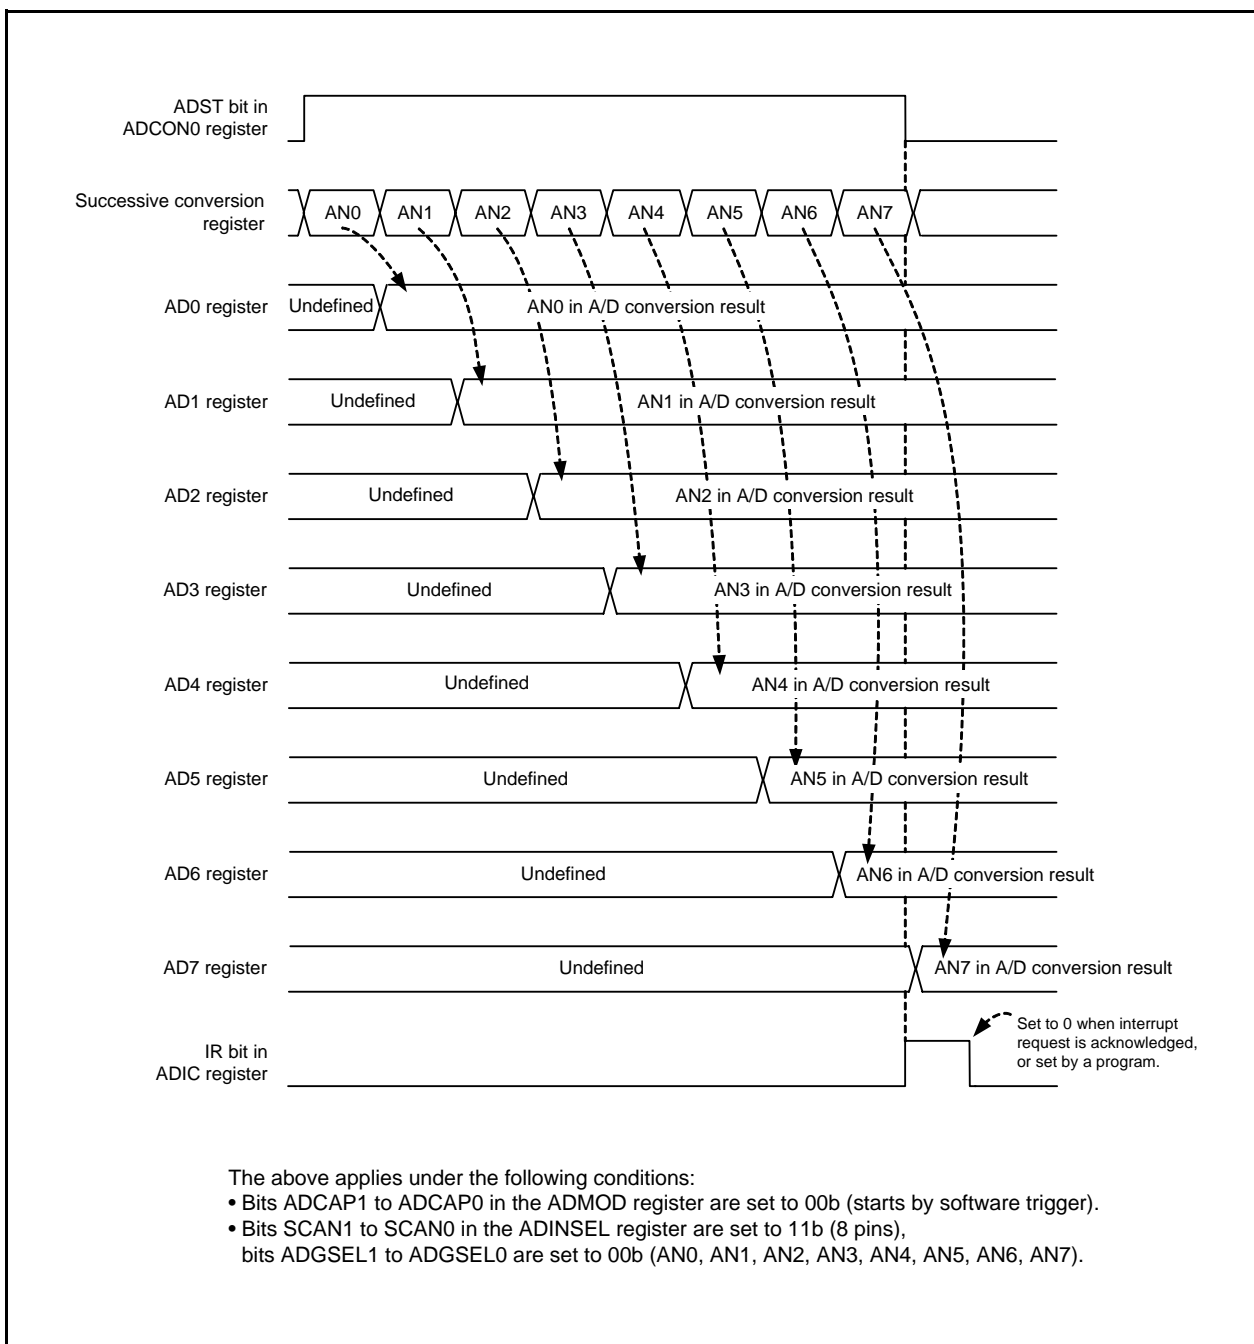 ADST bit in
ADCON0 register
Successive conversion
register
AN0 AN1 AN2 AN3 AN4 AN5 AN6 AN7
AD0 register
Undefined
AN0 in A/D conversion result
AD1 register
Undefined
AN1 in A/D conversion result
AD2 register
Undefined
AN2 in A/D conversion result
AD3 register
Undefined
AN3 in A/D conversion result
AD4 register
Undefined
AN4 in A/D conversion result
AD5 register
Undefined
AN5 in A/D conversion result
AD6 register
Undefined
AN6 in A/D conversion result
AD7 register
Undefined
AN7 in A/D conversion result
IR bit in
ADIC register
Set to 0 when interrupt
request is acknowledged,
or set by a program.
The above applies under the following conditions:
• Bits ADCAP1 to ADCAP0 in the ADMOD register are set to 00b (starts by software trigger).
• Bits SCAN1 to SCAN0 in the ADINSEL register are set to 11b (8 pins),
bits ADGSEL1 to ADGSEL0 are set to 00b (AN0, AN1, AN2, AN3, AN4, AN5, AN6, AN7).